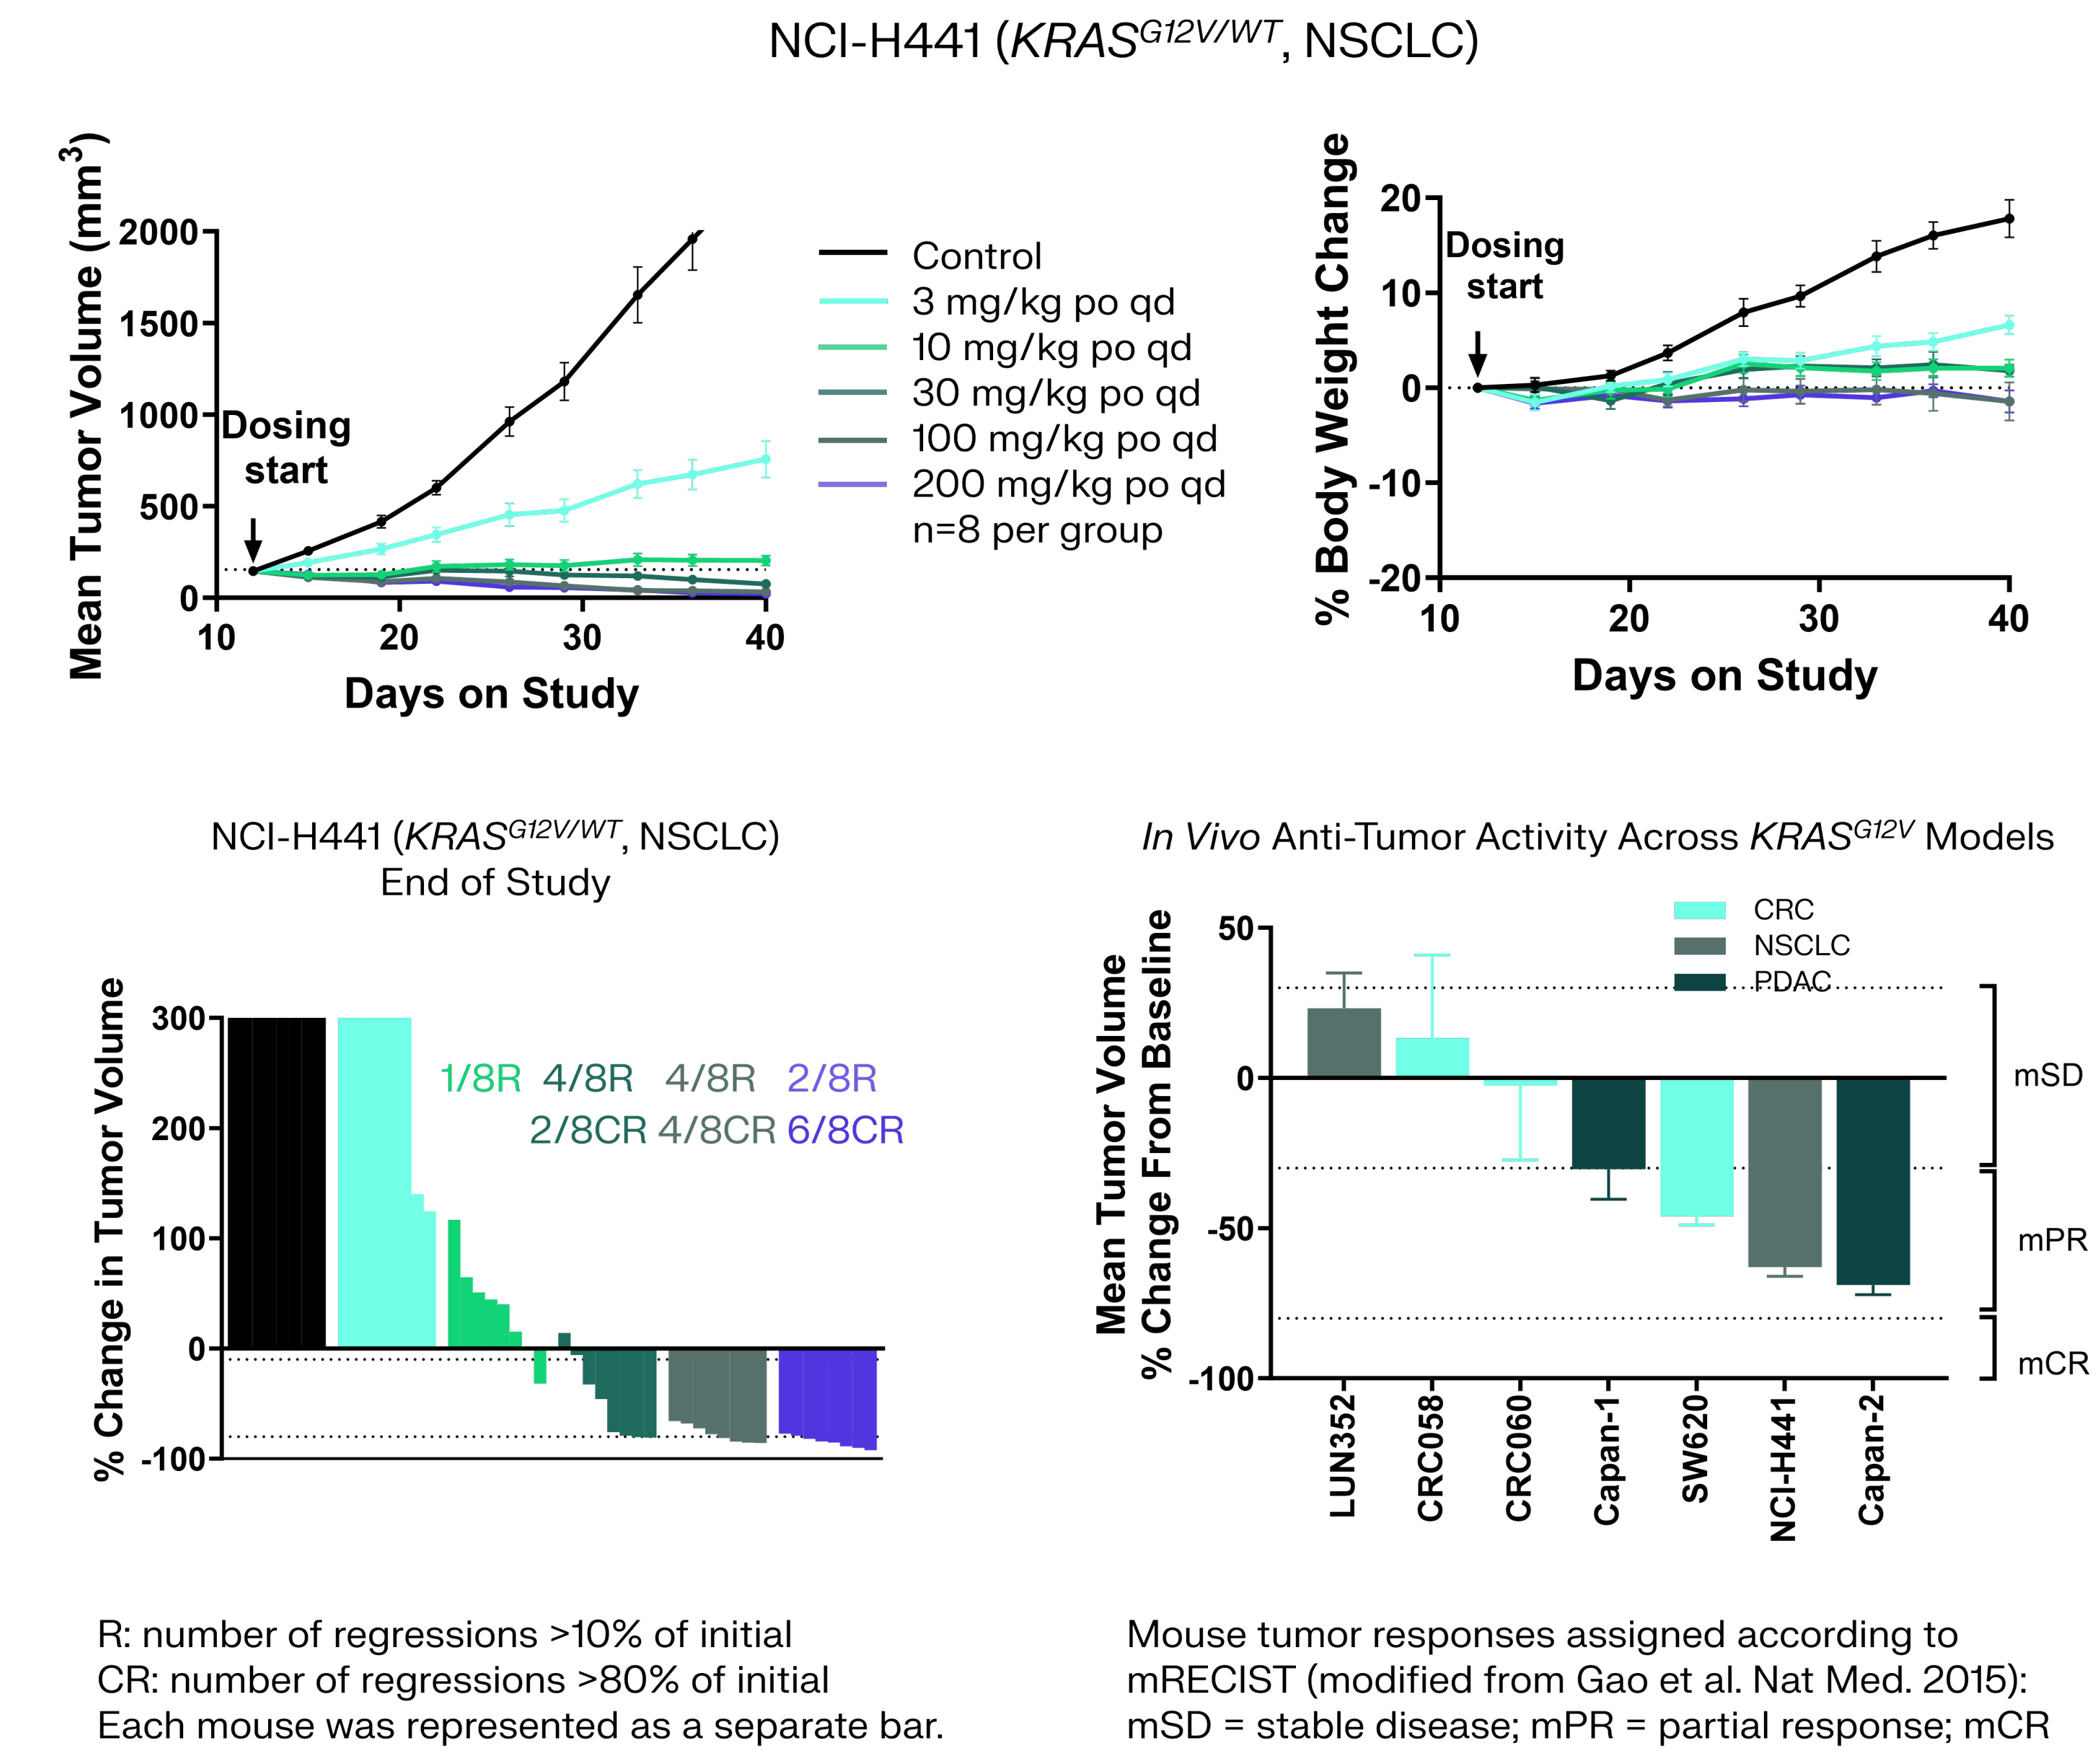 NCI-H441 (KRAS^G12V/WT, NSCLC)
Mean Tumor Volume (mm³)
2000
1500
1000
500
0
Dosing
start
10 20 30 40
Days on Study
Control
3 mg/kg po qd
10 mg/kg po qd
30 mg/kg po qd
100 mg/kg po qd
200 mg/kg po qd
n=8 per group
% Body Weight Change
20
10
0
-10
-20
Dosing
start
10 20 30 40
Days on Study
NCI-H441 (KRAS^G12V/WT, NSCLC)
End of Study
% Change in Tumor Volume
300
200
100
0
-100
1/8R 4/8R 4/8R 2/8R
2/8CR 4/8CR 6/8CR
R: number of regressions >10% of initial
CR: number of regressions >80% of initial
Each mouse was represented as a separate bar.
In Vivo Anti-Tumor Activity Across KRAS^G12V Models
Mean Tumor Volume
% Change From Baseline
50
0
-50
-100
CRC
NSCLC
PDAC
mSD
mPR
mCR
LUN352
CRC058
CRC060
Capan-1
SW620
NCI-H441
Capan-2
Mouse tumor responses assigned according to
mRECIST (modified from Gao et al. Nat Med. 2015):
mSD = stable disease; mPR = partial response; mCR